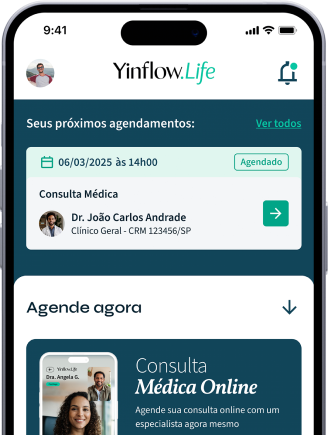 9:41
Yinflow.Life
Seus próximos agendamentos:
Ver todos
06/03/2025 às 14h00
Agendado
Consulta Médica
Dr. João Carlos Andrade
Clínico Geral - CRM 123456/SP
Agende agora
Yinflow.Life
Dra. Angela G.
Consulta
Médica Online
Agende sua consulta online com um
especialista agora mesmo